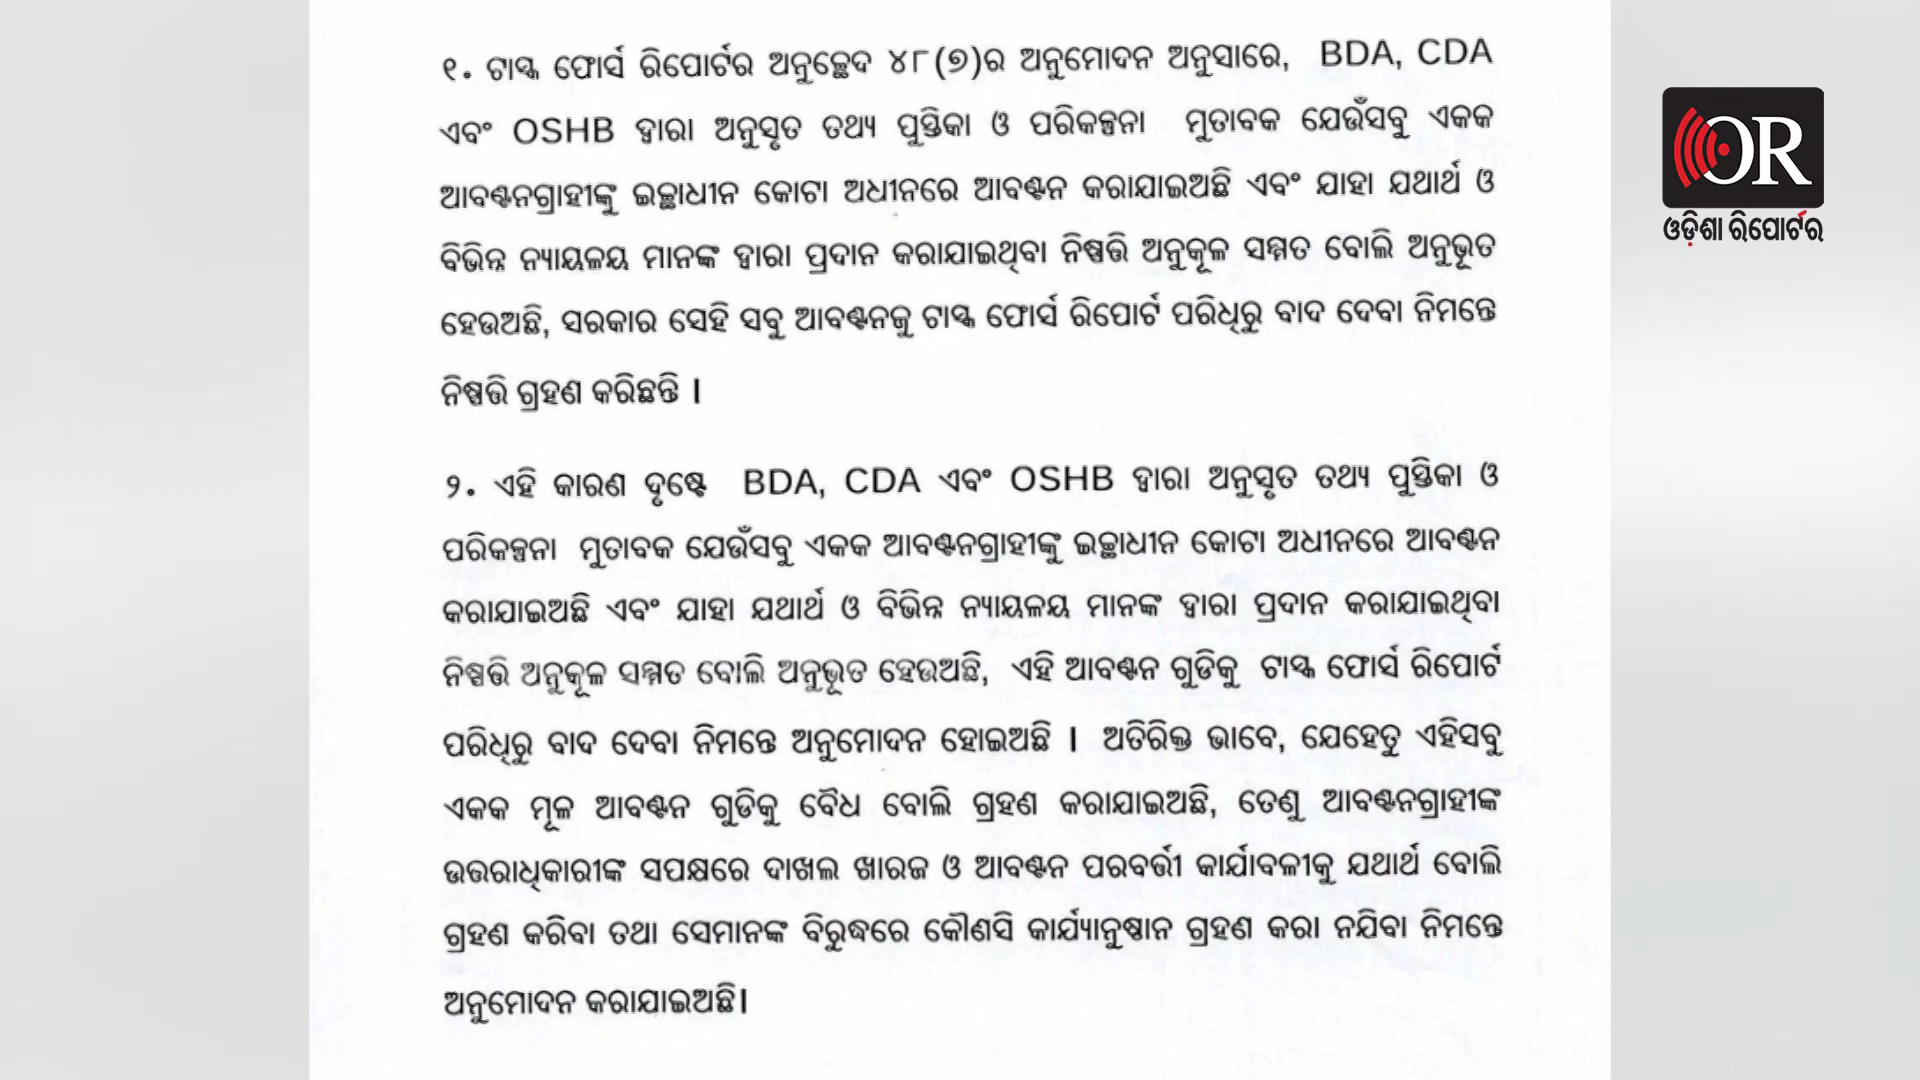 ୧. ଟାସ୍କ ଫୋର୍ସ ରିପୋର୍ଟର ଅନୁଚ୍ଛେଦ ୪୮(୭)ର ଅନୁମୋଦନ ଅନୁସାରେ, BDA, CDA
ଏବଂ OSHB ଦ୍ୱାରା ଅନୁସୃତ ତଥ୍ୟ ପୁସ୍ତିକା ଓ ପରିକଳ୍ପନା ମୁତାବକ ଯେଉଁସବୁ ଏକକ
ଆବଣ୍ଟନଗ୍ରାହୀଙ୍କୁ ଇଚ୍ଛାଧୀନ କୋଟା ଅଧୀନରେ ଆବଣ୍ଟନ କରାଯାଇଅଛି ଏବଂ ଯାହା ଯଥାର୍ଥ ଓ
ବିଭିନ୍ନ ନ୍ୟାୟଳୟ ମାନଙ୍କ ଦ୍ୱାରା ପ୍ରଦାନ କରାଯାଇଥିବା ନିଷ୍ପତ୍ତି ଅନୁକୂଳ ସମ୍ମତ ବୋଲି ଅନୁଭୂତ
ହେଉଅଛି, ସରକାର ସେହି ସବୁ ଆବଣ୍ଟନକୁ ଟାସ୍କ ଫୋର୍ସ ରିପୋର୍ଟ ପରିଧିରୁ ବାଦ ଦେବା ନିମନ୍ତେ
ନିଷ୍ପତ୍ତି ଗ୍ରହଣ କରିଛନ୍ତି ।
୨. ଏହି କାରଣ ଦୃଷ୍ଟେ BDA, CDA ଏବଂ OSHB ଦ୍ୱାରା ଅନୁସୃତ ତଥ୍ୟ ପୁସ୍ତିକା ଓ
ପରିକଳ୍ପନା ମୁତାବକ ଯେଉଁସବୁ ଏକକ ଆବଣ୍ଟନଗ୍ରାହୀଙ୍କୁ ଇଚ୍ଛାଧୀନ କୋଟା ଅଧୀନରେ ଆବଣ୍ଟନ
କରାଯାଇଅଛି ଏବଂ ଯାହା ଯଥାର୍ଥ ଓ ବିଭିନ୍ନ ନ୍ୟାୟଳୟ ମାନଙ୍କ ଦ୍ୱାରା ପ୍ରଦାନ କରାଯାଇଥିବା
ନିଷ୍ପତ୍ତି ଅନୁକୂଳ ସମ୍ମତ ବୋଲି ଅନୁଭୂତ ହେଉଅଛି, ଏହି ଆବଣ୍ଟନ ଗୁଡିକୁ ଟାସ୍କ ଫୋର୍ସ ରିପୋର୍ଟ
ପରିଧିରୁ ବାଦ ଦେବା ନିମନ୍ତେ ଅନୁମୋଦନ ହୋଇଅଛି । ଅତିରିକ୍ତ ଭାବେ, ଯେହେତୁ ଏହିସବୁ
ଏକକ ମୂଳ ଆବଣ୍ଟନ ଗୁଡିକୁ ବୈଧ ବୋଲି ଗ୍ରହଣ କରାଯାଇଅଛି, ତେଣୁ ଆବଣ୍ଟନଗ୍ରାହୀଙ୍କ
ଉତ୍ତରାଧିକାରୀଙ୍କ ସପକ୍ଷରେ ଦାଖଲ ଖାରଜ ଓ ଆବଣ୍ଟନ ପରବର୍ତ୍ତୀ କାର୍ଯାବଳୀକୁ ଯଥାର୍ଥ ବୋଲି
ଗ୍ରହଣ କରିବା ତଥା ସେମାନଙ୍କ ବିରୁଦ୍ଧରେ କୌଣସି କାର୍ଯ୍ୟାନୁଷ୍ଠାନ ଗ୍ରହଣ କରା ନଯିବା ନିମନ୍ତେ
ଅନୁମୋଦନ କରାଯାଇଅଛି।
OR
ଓଡ଼ିଶା ରିପୋର୍ଟର